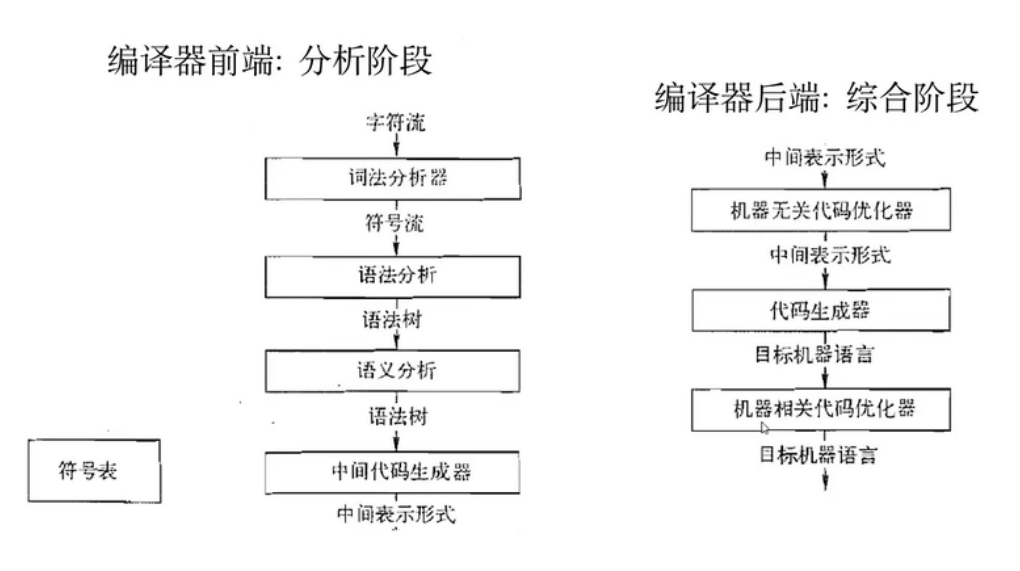 编译器前端: 分析阶段
字符流
词法分析器
符号流
语法分析
语法树
语义分析
语法树
中间代码生成器
中间表示形式
符号表
编译器后端: 综合阶段
中间表示形式
机器无关代码优化器
中间表示形式
代码生成器
目标机器语言
机器相关代码优化器
目标机器语言